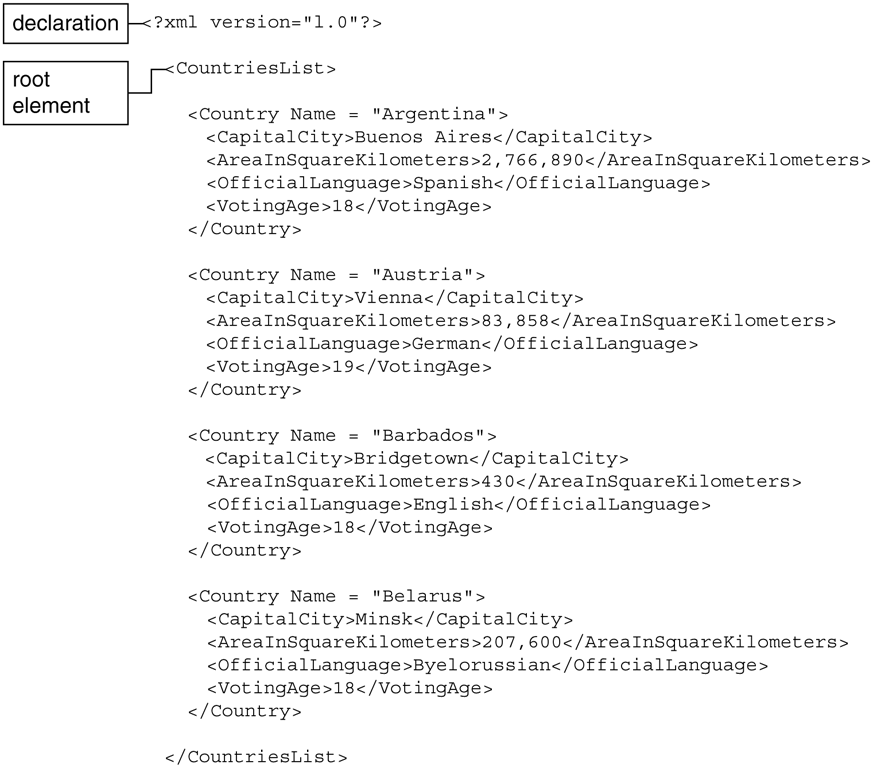 declaration
<?xml version="1.0"?>
root
element
<CountriesList>
<Country Name = "Argentina">
<CapitalCity>Buenos Aires</CapitalCity>
<AreaInSquareKilometers>2,766,890</AreaInSquareKilometers>
<OfficialLanguage>Spanish</OfficialLanguage>
<VotingAge>18</VotingAge>
</Country>
<Country Name = "Austria">
<CapitalCity>Vienna</CapitalCity>
<AreaInSquareKilometers>83,858</AreaInSquareKilometers>
<OfficialLanguage>German</OfficialLanguage>
<VotingAge>19</VotingAge>
</Country>
<Country Name = "Barbados">
<CapitalCity>Bridgetown</CapitalCity>
<AreaInSquareKilometers>430</AreaInSquareKilometers>
<OfficialLanguage>English</OfficialLanguage>
<VotingAge>18</VotingAge>
</Country>
<Country Name = "Belarus">
<CapitalCity>Minsk</CapitalCity>
<AreaInSquareKilometers>207,600</AreaInSquareKilometers>
<OfficialLanguage>Byelorussian</OfficialLanguage>
<VotingAge>18</VotingAge>
</Country>
</CountriesList>